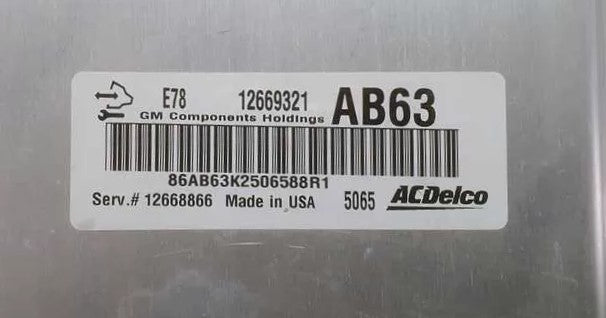 E78 12669321 AB63
GM Components Holdings
86AB63K2506588R1
Serv.# 12668866 Made in USA 5065 ACDelco